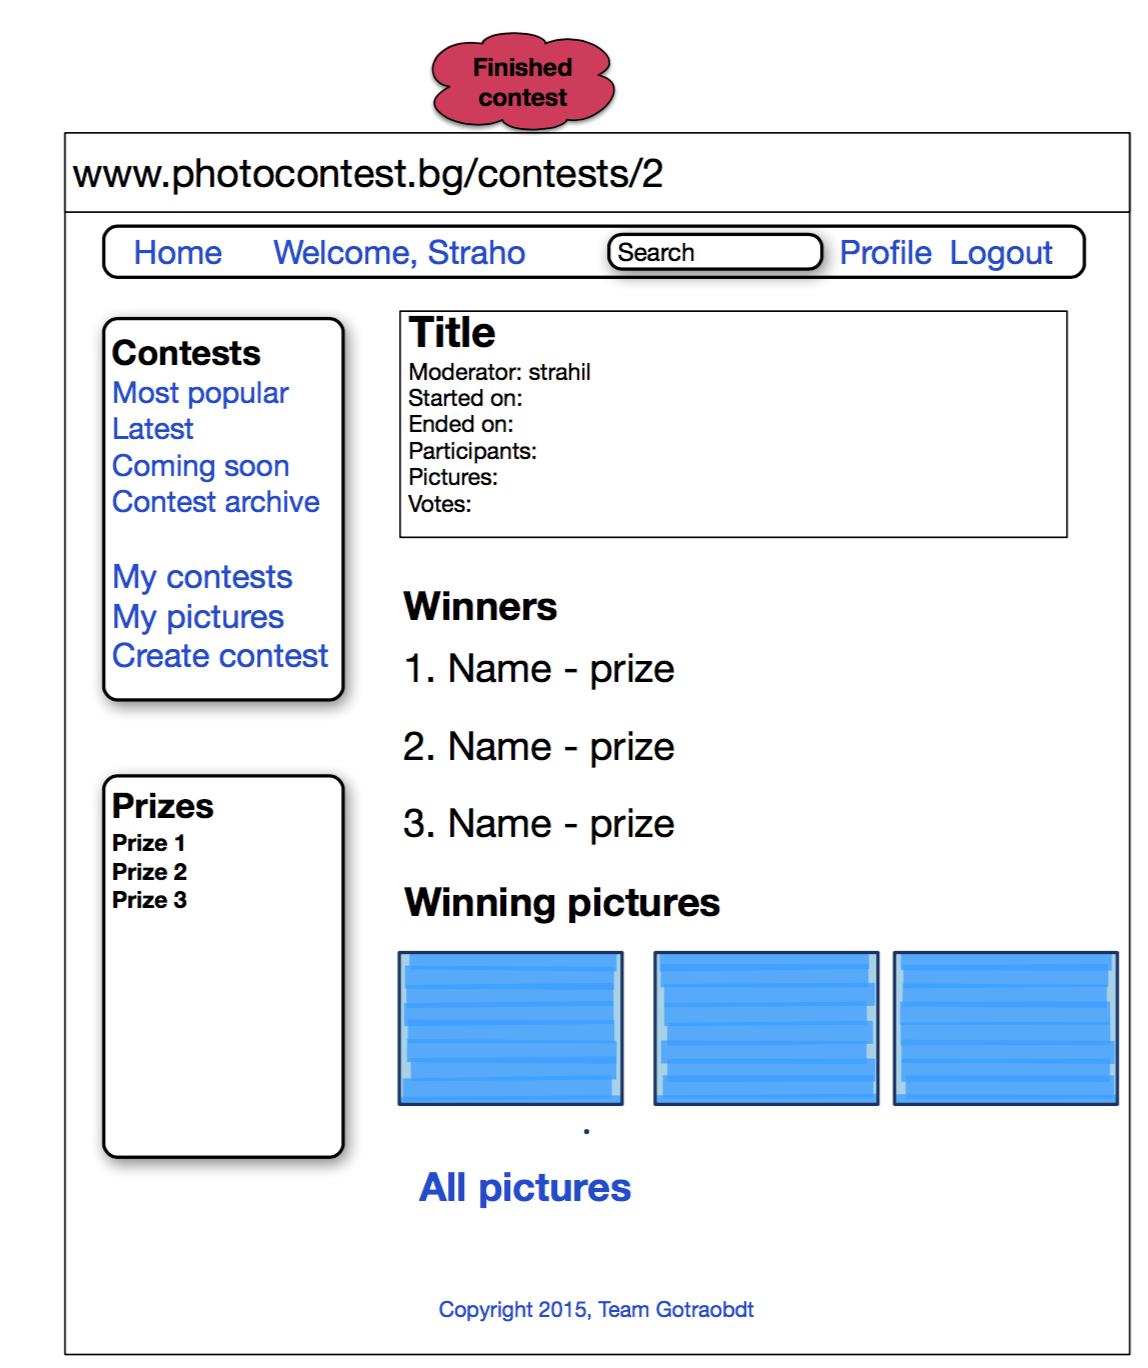 Finished
contest
www.photocontest.bg/contests/2
Home Welcome, Straho Search Profile Logout
Contests
Most popular
Latest
Coming soon
Contest archive
My contests
My pictures
Create contest
Prizes
Prize 1
Prize 2
Prize 3
Title
Moderator: strahil
Started on:
Ended on:
Participants:
Pictures:
Votes:
Winners
1. Name - prize
2. Name - prize
3. Name - prize
Winning pictures
All pictures
Copyright 2015, Team Gotraobdt